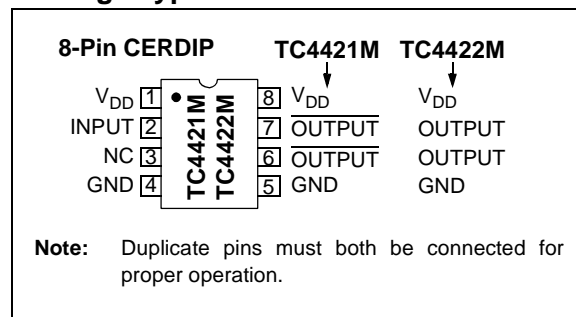 8-Pin CERDIP TC4421M TC4422M
V_DD 1 8 V_DD V_DD
INPUT 2 7 OUTPUT OUTPUT
NC 3 6 OUTPUT OUTPUT
GND 4 5 GND GND
TC4421M
TC4422M
Note: Duplicate pins must both be connected for
proper operation.